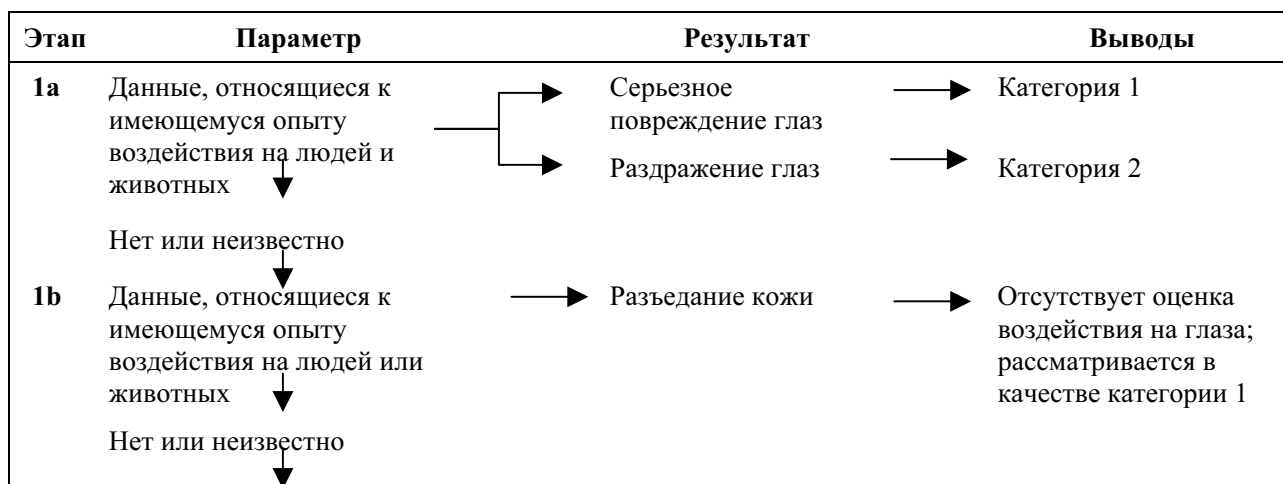 Этап Параметр Результат Выводы
1a Данные, относящиеся к Серьезное Категория 1
имеющемуся опыту повреждение глаз
воздействия на людей и
животных Раздражение глаз Категория 2
Нет или неизвестно
1b Данные, относящиеся к Разъедание кожи Отсутствует оценка
имеющемуся опыту воздействия на глаза;
воздействия на людей или рассматривается в
животных качестве категории 1
Нет или неизвестно